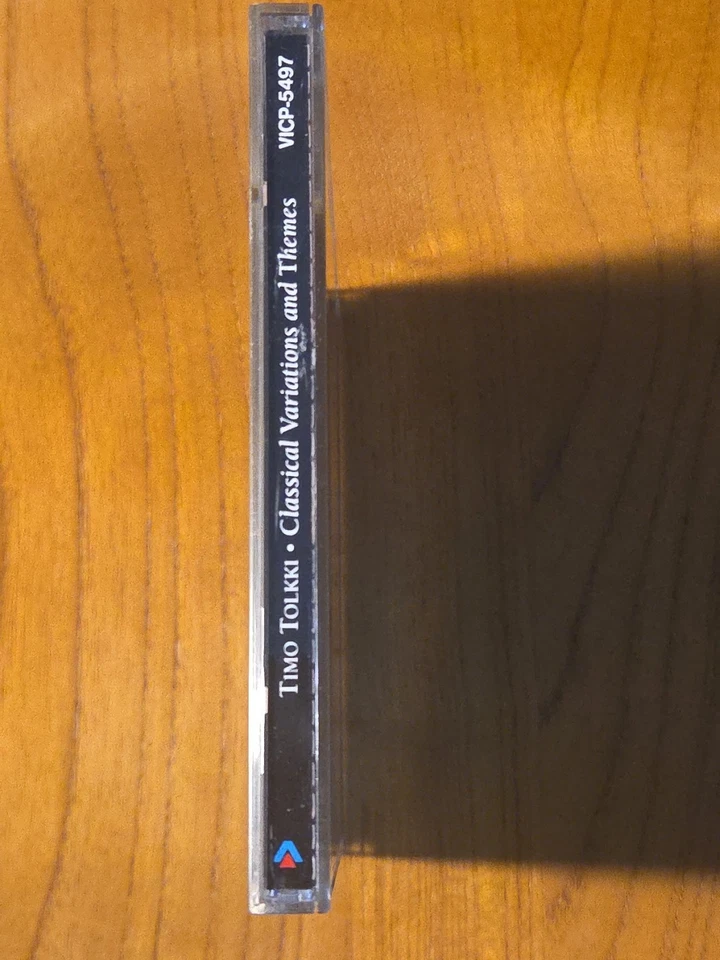 TIMO TOLKKI • Classical Variations and Themes VICP-5497